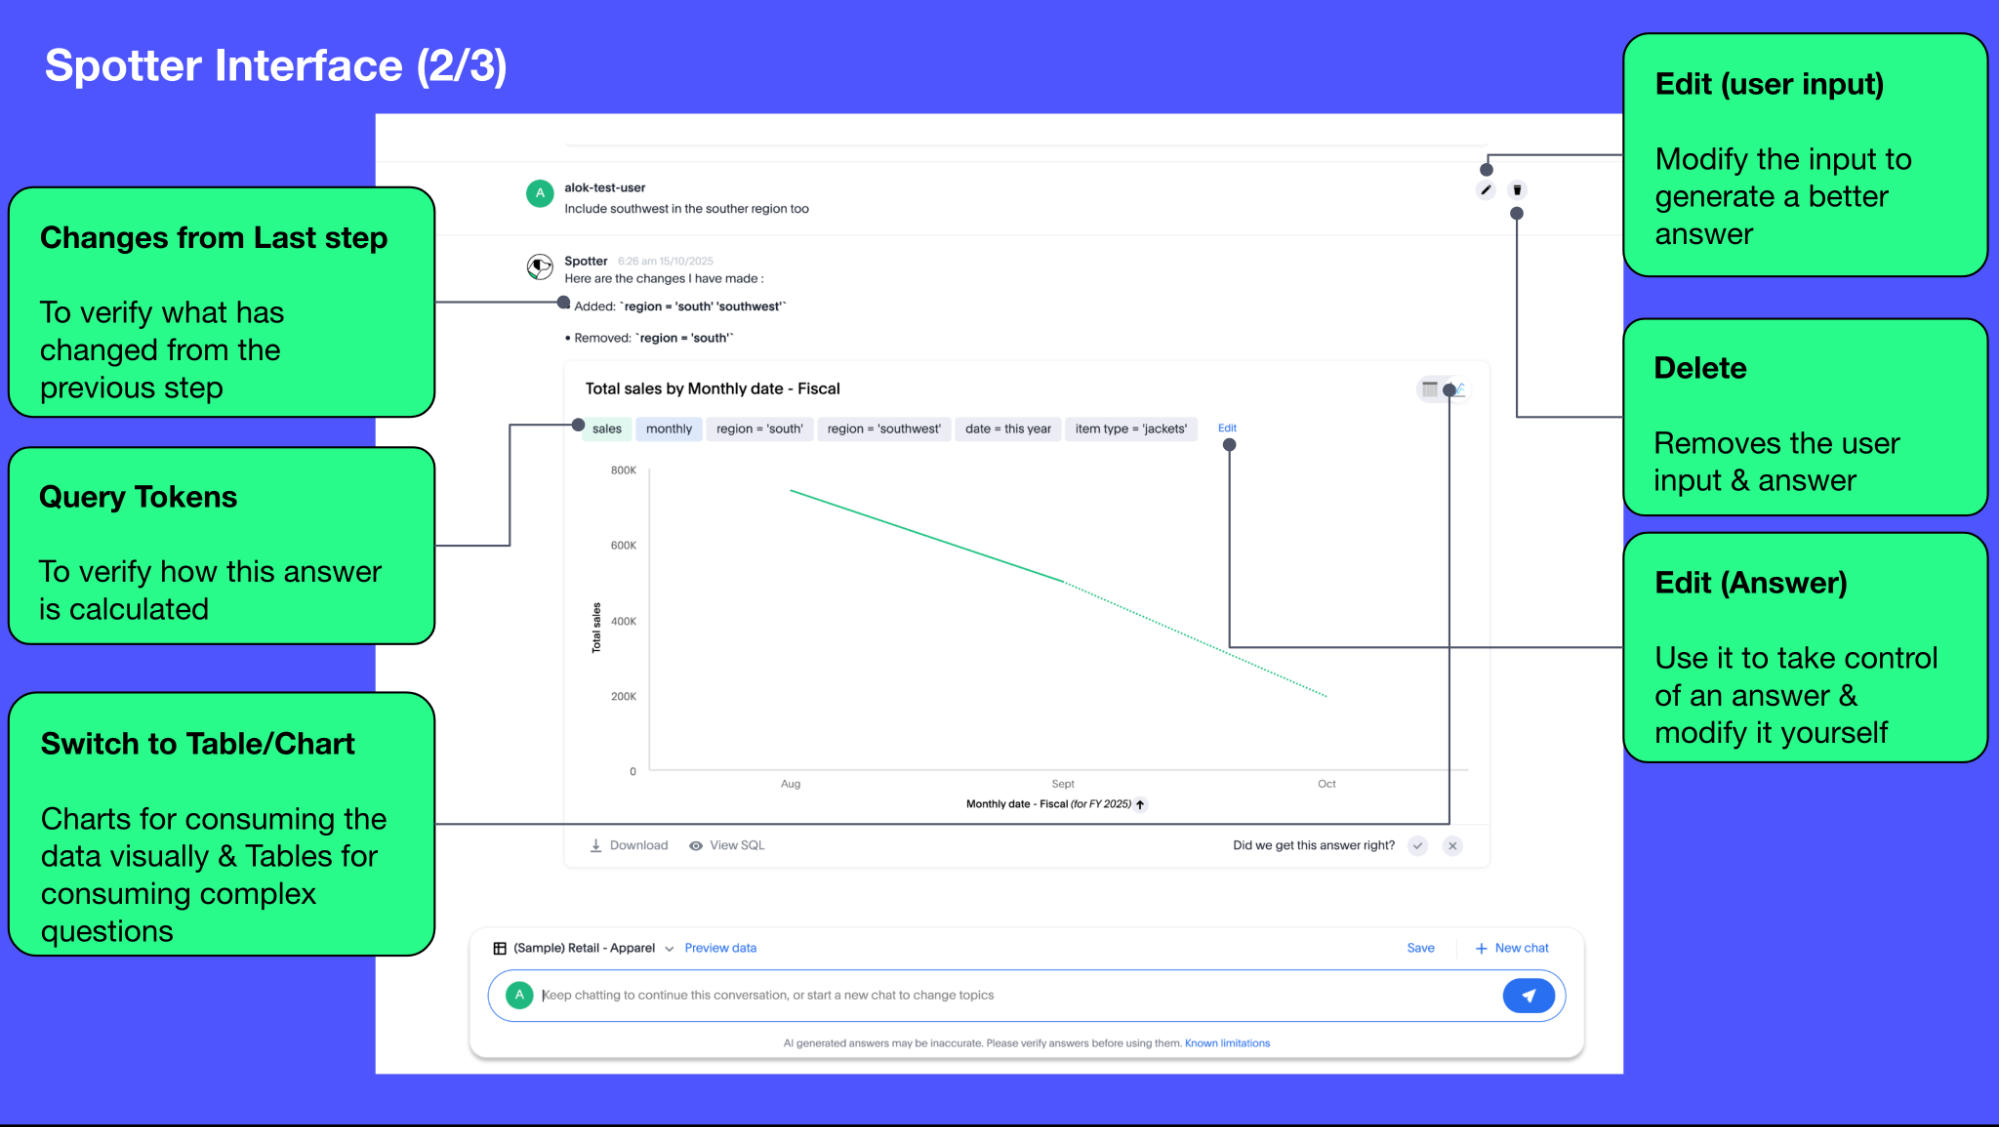 Spotter Interface (2/3)
Changes from Last step
To verify what has
changed from the
previous step
Query Tokens
To verify how this answer
is calculated
Switch to Table/Chart
Charts for consuming the
data visually & Tables for
consuming complex
questions
A
alok-test-user
Include southwest in the souther region too
Spotter 6:26 am 15/10/2025
Here are the changes I have made :
• Added: `region = 'south' 'southwest'`
• Removed: `region = 'south'`
Total sales by Monthly date - Fiscal
sales monthly region = 'south' region = 'southwest' date = this year item type = 'jackets' Edit
800K
600K
400K
200K
0
Total sales
Aug Sept Oct
Monthly date - Fiscal (for FY 2025)
Download View SQL Did we get this answer right?
(Sample) Retail - Apparel Preview data Save + New chat
A Keep chatting to continue this conversation, or start a new chat to change topics
AI generated answers may be inaccurate. Please verify answers before using them. Known limitations
Edit (user input)
Modify the input to
generate a better
answer
Delete
Removes the user
input & answer
Edit (Answer)
Use it to take control
of an answer &
modify it yourself